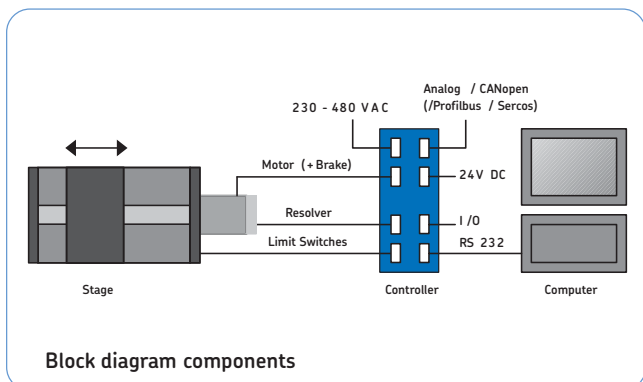 Analog / CANopen
(/Profilbus / Sercos)
230 - 480 VAC
Motor (+ Brake)
24V DC
Resolver
I /O
Limit Switches
RS 232
Stage
Controller
Computer
Block diagram components